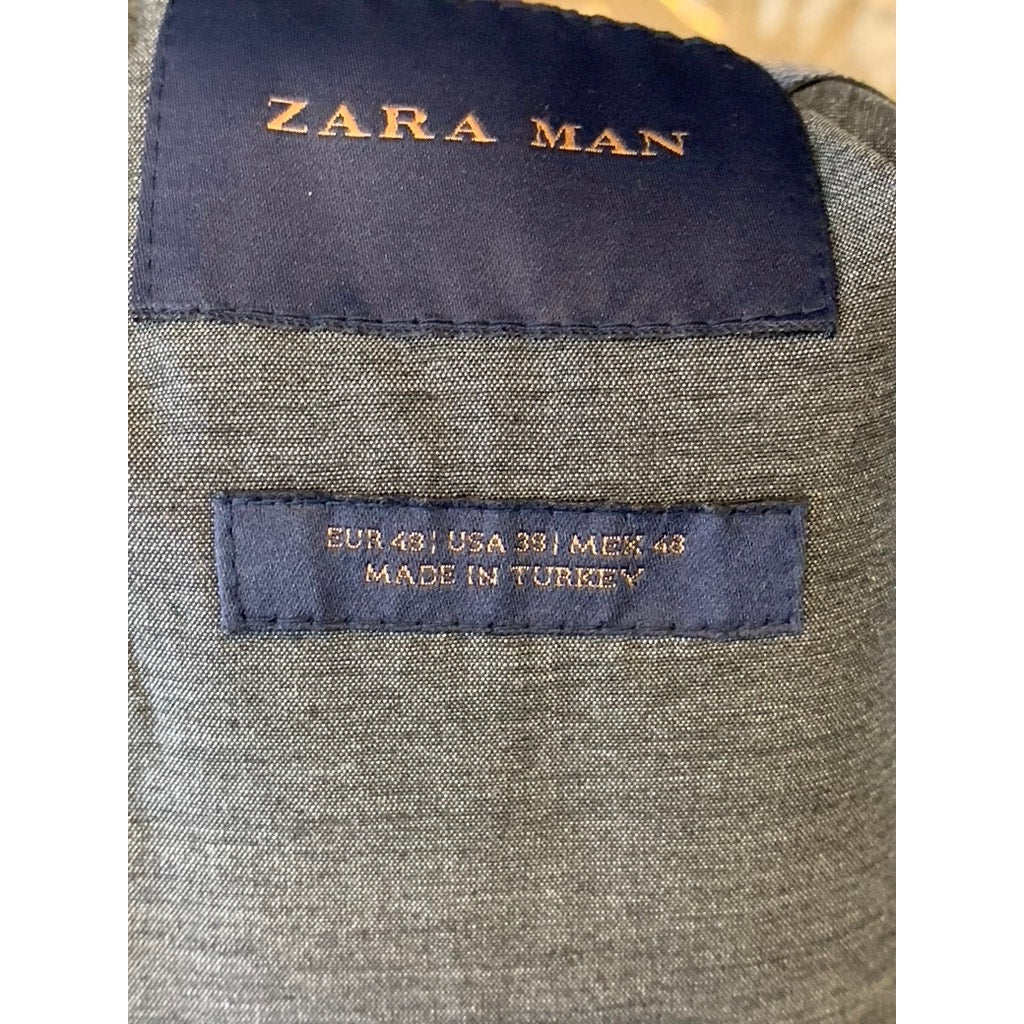 ZARA MAN
EUR 48 | USA 38 | MEX 48
MADE IN TURKEY